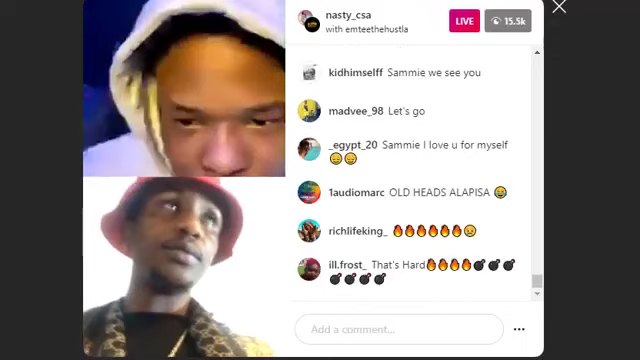 nasty_csa
with emteethehustla
LIVE
15.5k
kidhimselff Sammie we see you
madvee_98 Let's go
_egypt_20 Sammie I love u for myself
😑😑
1audiomarc OLD HEADS ALAPISA 😂
richlifeking_ 🔥🔥🔥🔥🔥🔥😣
ill.frost_ That's Hard🔥🔥🔥🔥💣💣💣
💣💣💣💣
Add a comment...